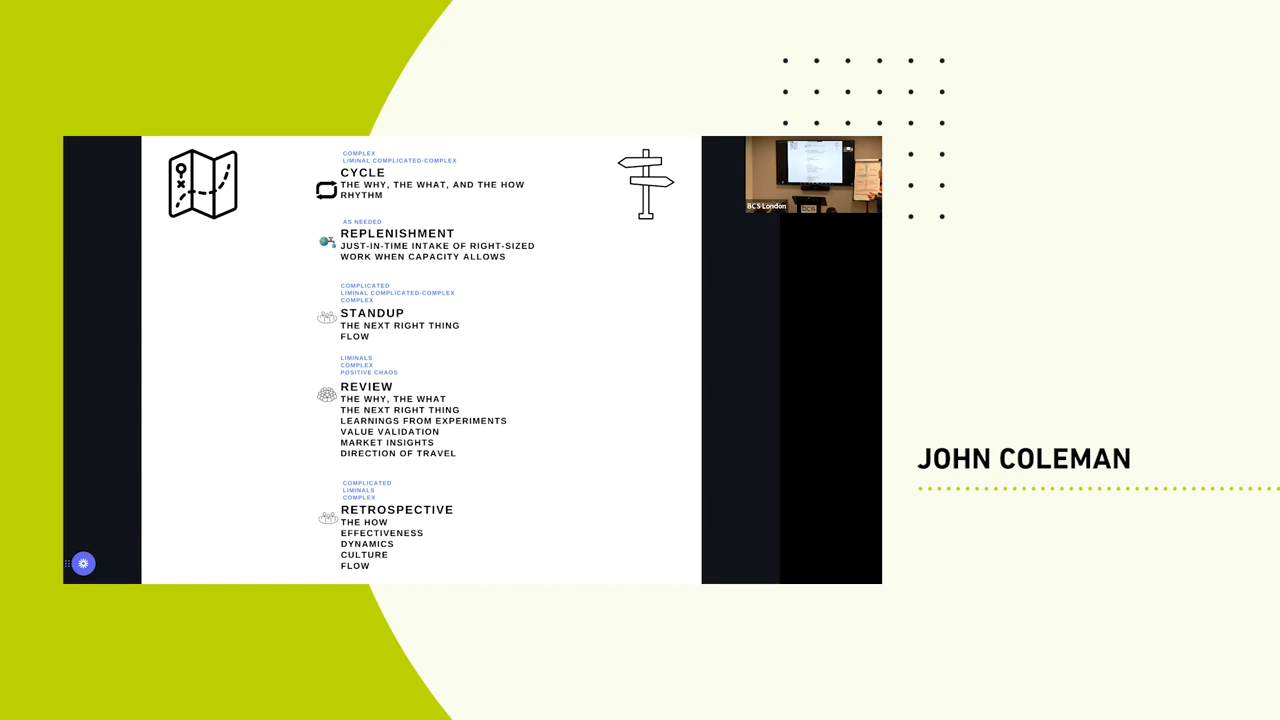 COMPLEX
LIMINAL COMPLICATED-COMPLEX
CYCLE
THE WHY, THE WHAT, AND THE HOW
RHYTHM
AS NEEDED
REPLENISHMENT
JUST-IN-TIME INTAKE OF RIGHT-SIZED
WORK WHEN CAPACITY ALLOWS
COMPLICATED
LIMINAL COMPLICATED-COMPLEX
COMPLEX
STANDUP
THE NEXT RIGHT THING
FLOW
LIMINALS
COMPLEX
POSITIVE CHAOS
REVIEW
THE WHY, THE WHAT
THE NEXT RIGHT THING
LEARNINGS FROM EXPERIMENTS
VALUE VALIDATION
MARKET INSIGHTS
DIRECTION OF TRAVEL
COMPLICATED
LIMINALS
COMPLEX
RETROSPECTIVE
THE HOW
EFFECTIVENESS
DYNAMICS
CULTURE
FLOW
BCS London
JOHN COLEMAN